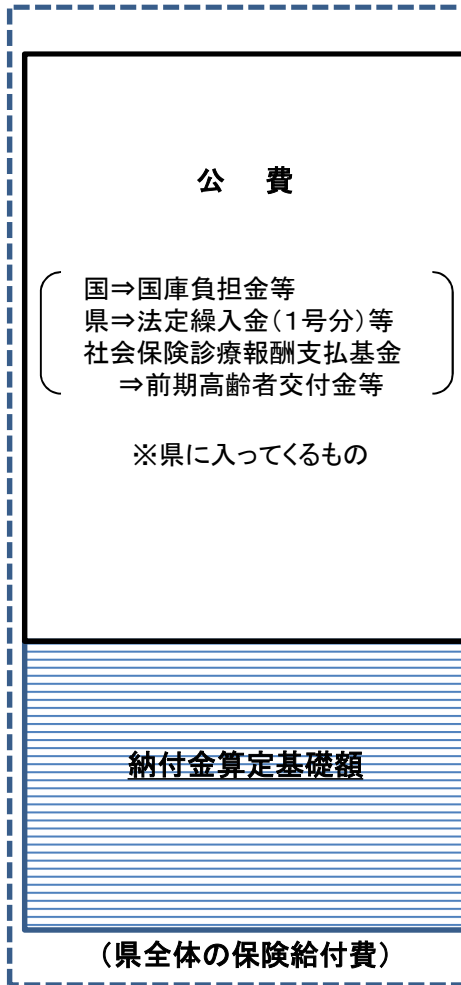 公　費
国⇒国庫負担金等
県⇒法定繰入金(１号分)等
社会保険診療報酬支払基金
⇒前期高齢者交付金等
※県に入ってくるもの
納付金算定基礎額
(県全体の保険給付費)